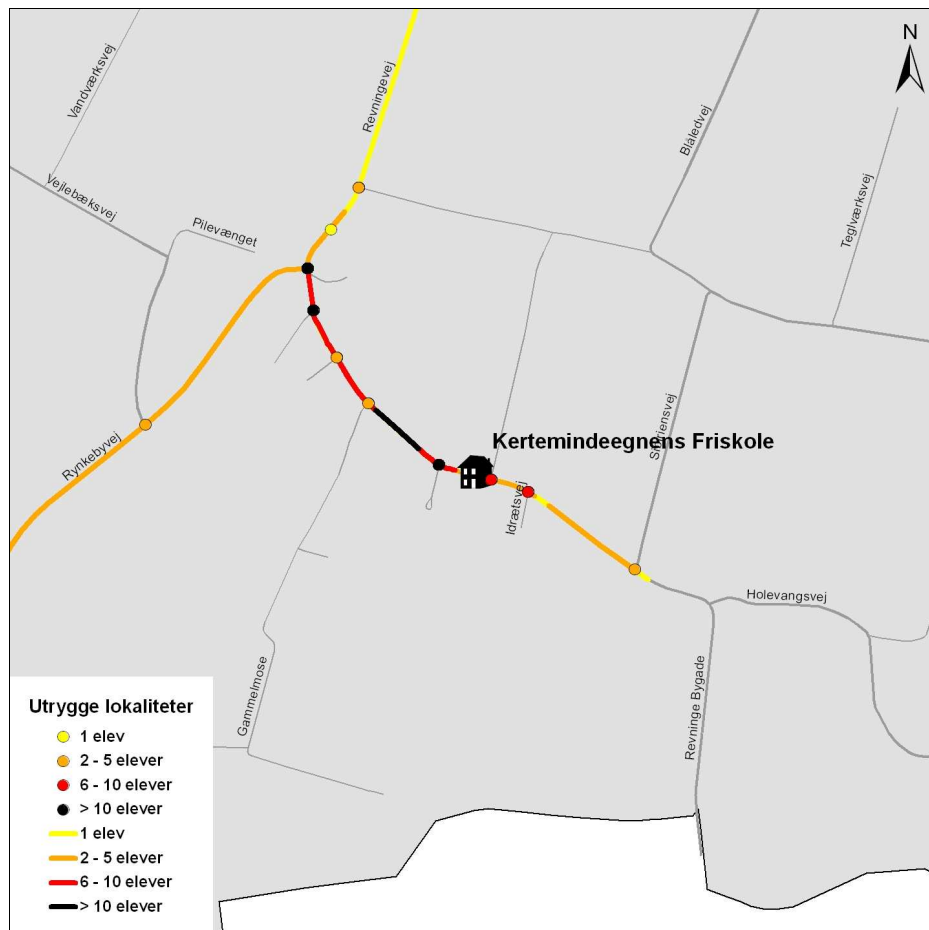 N
Vandværksvej
Revningevej
Blåledvej
Teglværksvej
Vejlebæksvej
Pilevænget
Rynkebyvej
Kertemindeegnens Friskole
Idrætsvej
Holevangsvej
Gammelmose
Revninge Bygade
Utrygge lokaliteter
1 elev
2 - 5 elever
6 - 10 elever
> 10 elever
1 elev
2 - 5 elever
6 - 10 elever
> 10 elever